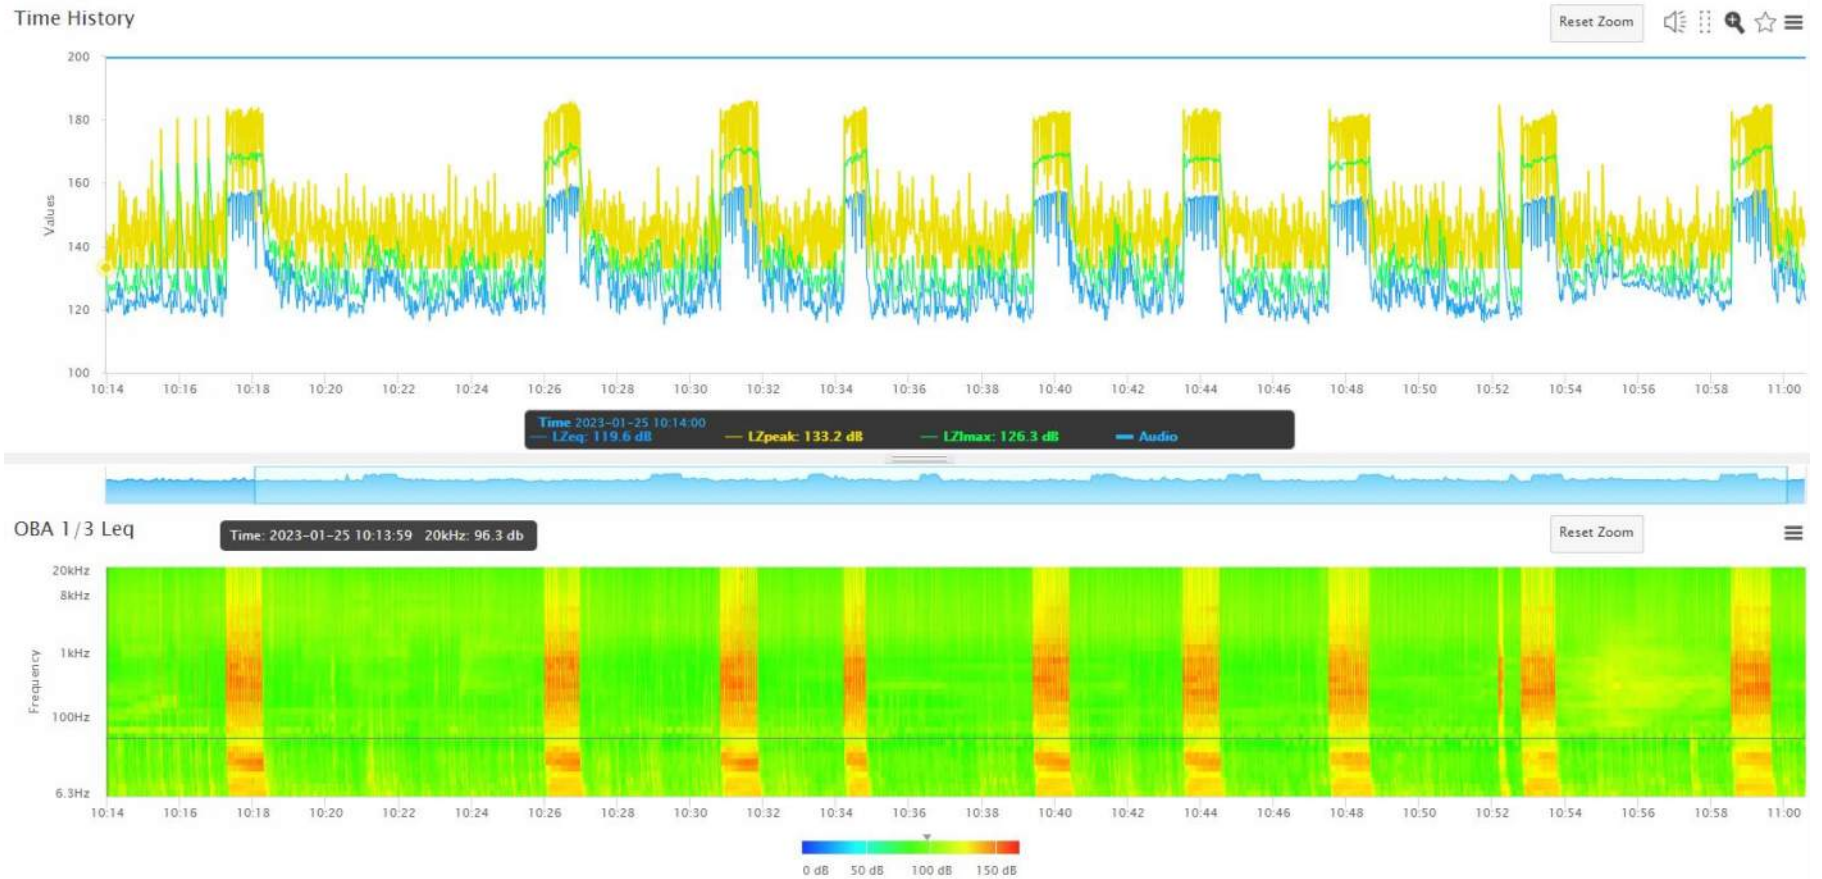 Time History
Reset Zoom
200
180
160
140
120
100
Values
10:14 10:16 10:18 10:20 10:22 10:24 10:26 10:28 10:30 10:32 10:34 10:36 10:38 10:40 10:42 10:44 10:46 10:48 10:50 10:52 10:54 10:56 10:58 11:00
Time 2023-01-25 10:14:00
LZeq: 119.6 dB LZpeak: 133.2 dB LZImax: 126.3 dB Audio
OBA 1/3 Leq
Time: 2023-01-25 10:13:59 20kHz: 96.3 db
Reset Zoom
20kHz
8kHz
1kHz
100Hz
6.3Hz
Frequency
10:14 10:16 10:18 10:20 10:22 10:24 10:26 10:28 10:30 10:32 10:34 10:36 10:38 10:40 10:42 10:44 10:46 10:48 10:50 10:52 10:54 10:56 10:58 11:00
0 dB 50 dB 100 dB 150 dB